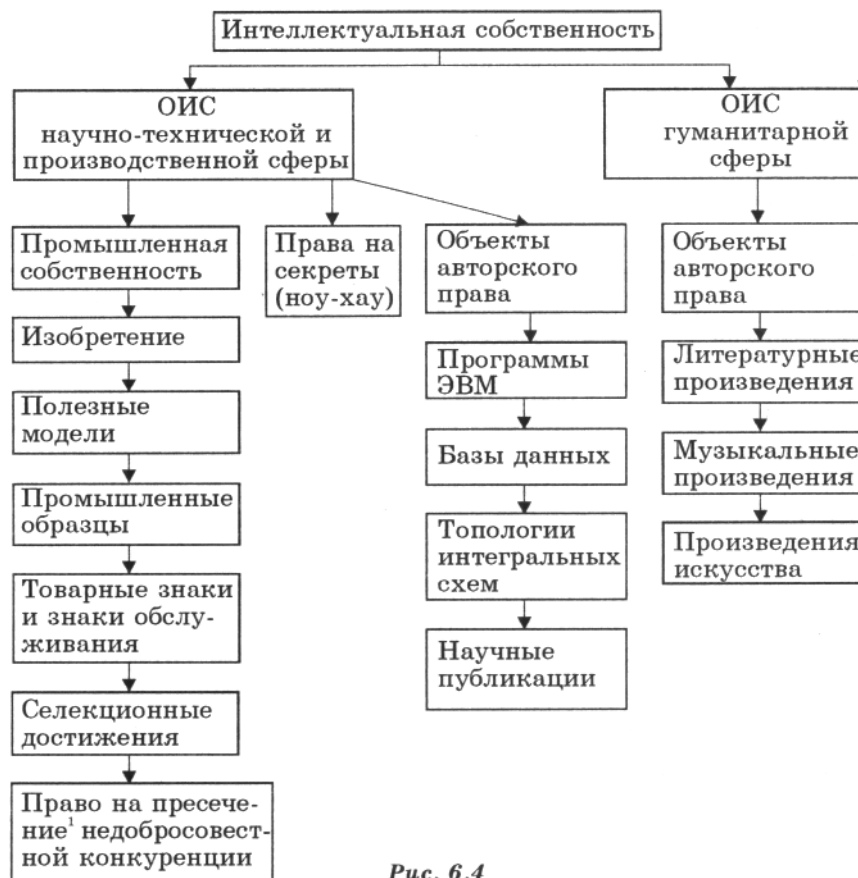 Интеллектуальная собственность
ОИС
научно-технической и
производственной сферы
ОИС
гуманитарной
сферы
Промышленная
собственность
Изобретение
Полезные
модели
Промышленные
образцы
Товарные знаки
и знаки обслу-
живания
Селекционные
достижения
Право на пресече-
ние¹ недобросовест-
ной конкуренции
Права на
секреты
(ноу-хау)
Объекты
авторского
права
Программы
ЭВМ
Базы данных
Топологии
интегральных
схем
Научные
публикации
Объекты
авторского
права
Литературные
произведения
Музыкальные
произведения
Произведения
искусства
Рис. 6.4